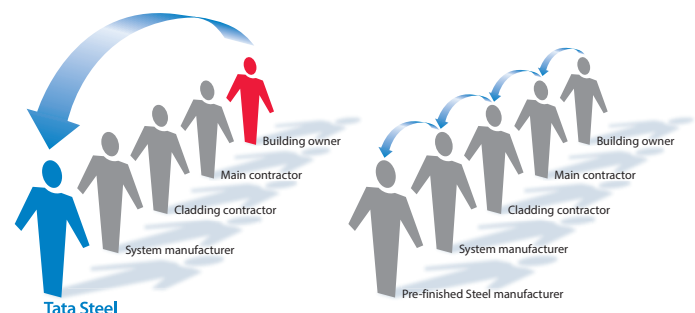 Building owner
Main contractor
Cladding contractor
System manufacturer
Tata Steel
Building owner
Main contractor
Cladding contractor
System manufacturer
Pre-finished Steel manufacturer